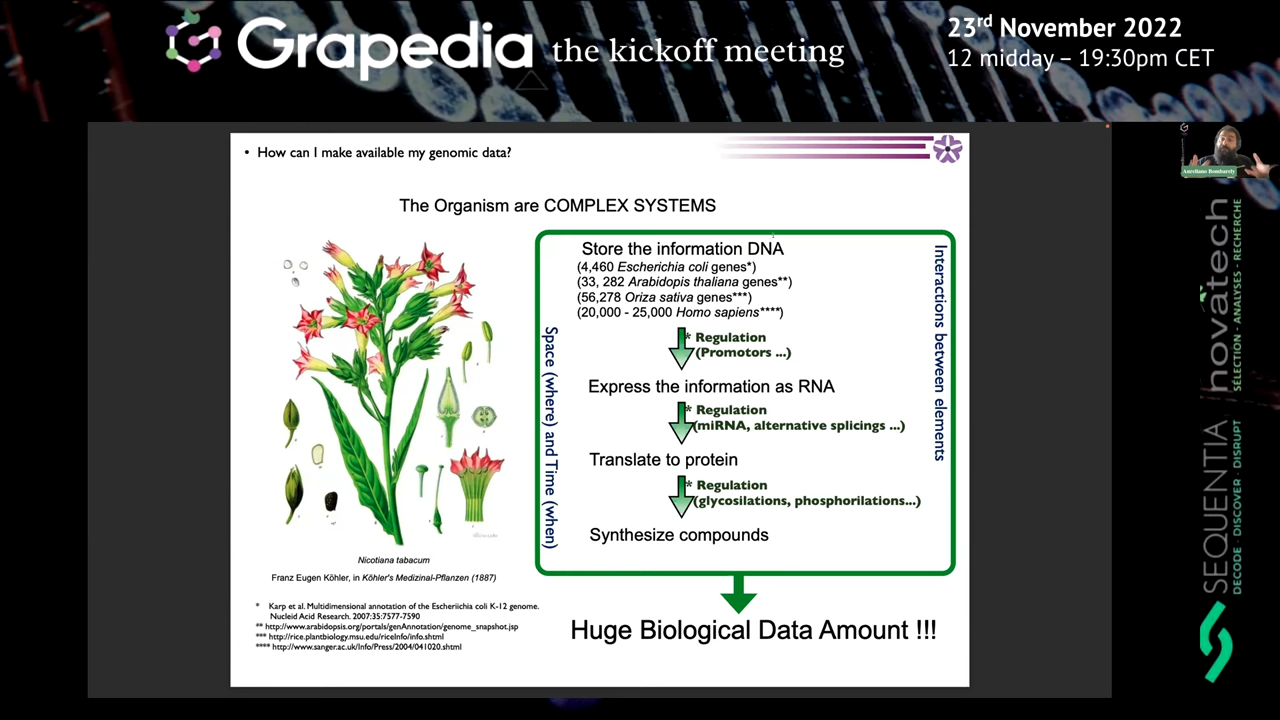 Grapedia the kickoff meeting
23rd November 2022
12 midday – 19:30pm CET
• How can I make available my genomic data?
The Organism are COMPLEX SYSTEMS
Store the information DNA
(4,460 Escherichia coli genes*)
(33, 282 Arabidopsis thaliana genes**)
(56,278 Oriza sativa genes***)
(20,000 - 25,000 Homo sapiens****)
* Regulation
(Promotors ...)
Express the information as RNA
* Regulation
(miRNA, alternative splicings ...)
Translate to protein
* Regulation
(glycosilations, phosphorilations...)
Synthesize compounds
Space (where) and Time (when)
Interactions between elements
Huge Biological Data Amount !!!
Nicotiana tabacum
Franz Eugen Köhler, in Köhler's Medizinal-Pflanzen (1887)
* Karp et al. Multidimensional annotation of the Escheriichia coli K-12 genome.
Nucleid Acid Research. 2007:35:7577-7590
** http://www.arabidopsis.org/portals/genAnnotation/genome_snapshot.jsp
*** http://rice.plantbiology.msu.edu/riceInfo/info.shtml
**** http://www.sanger.ac.uk/Info/Press/2004/041020.shtml
Aureliano Bombarely
novatech
SÉLECTION - ANALYSES - RECHERCHE
SEQUENTIA
DECODE · DISCOVER · DISRUPT